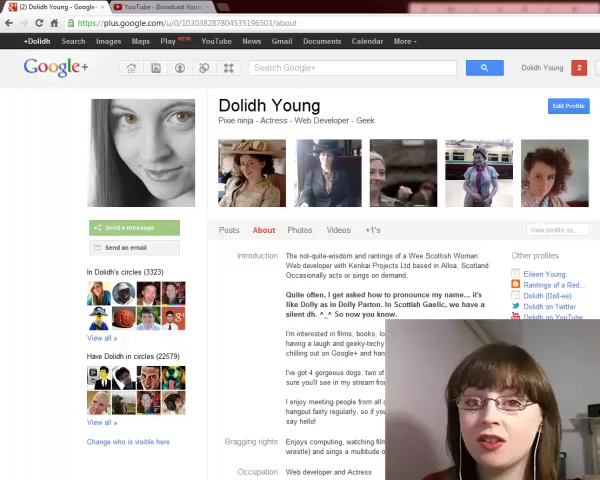 (2) Dolidh Young - Google+
YouTube - Broadcast Your
https://plus.google.com/u/0/103038287804535196503/about
+Dolidh Search Images Maps Play NEW YouTube News Gmail Documents Calendar More -
Google+
Search Google+
Dolidh Young
2
Dolidh Young
Edit Profile
Pixie ninja - Actress - Web Developer - Geek
Send a message
Posts About Photos Videos +1's
View profile as...
Send an email
Introduction
The not-quite-wisdom and rantings of a Wee Scottish Woman.
Web developer with Kenkai Projects Ltd based in Alloa, Scotland.
Occasionally acts or sings on demand.
Other profiles
In Dolidh's circles (3323)
Eileen Young
Rantings of a Red...
Quite often, I get asked how to pronounce my name... it's
like Dolly as in Dolly Parton. In Scottish Gaelic, we have a
silent dh. ^_^ So now you know.
Dolidh (Doll-ee)
Dolidh on Twitter
Dolidh on YouTube
View all »
I'm interested in films, books,
having a laugh and geeky-techy
chilling out on Google+ and
Have Dolidh in circles (22579)
I've got 4 gorgeous dogs, two of
sure you'll see in my stream from
I enjoy meeting people from all
hangout fairly regularly, so if
say hello!
View all »
Change who is visible here
Bragging rights
Enjoys computing, watching
wrestle) and sings a multitude
Occupation
Web developer and Actress